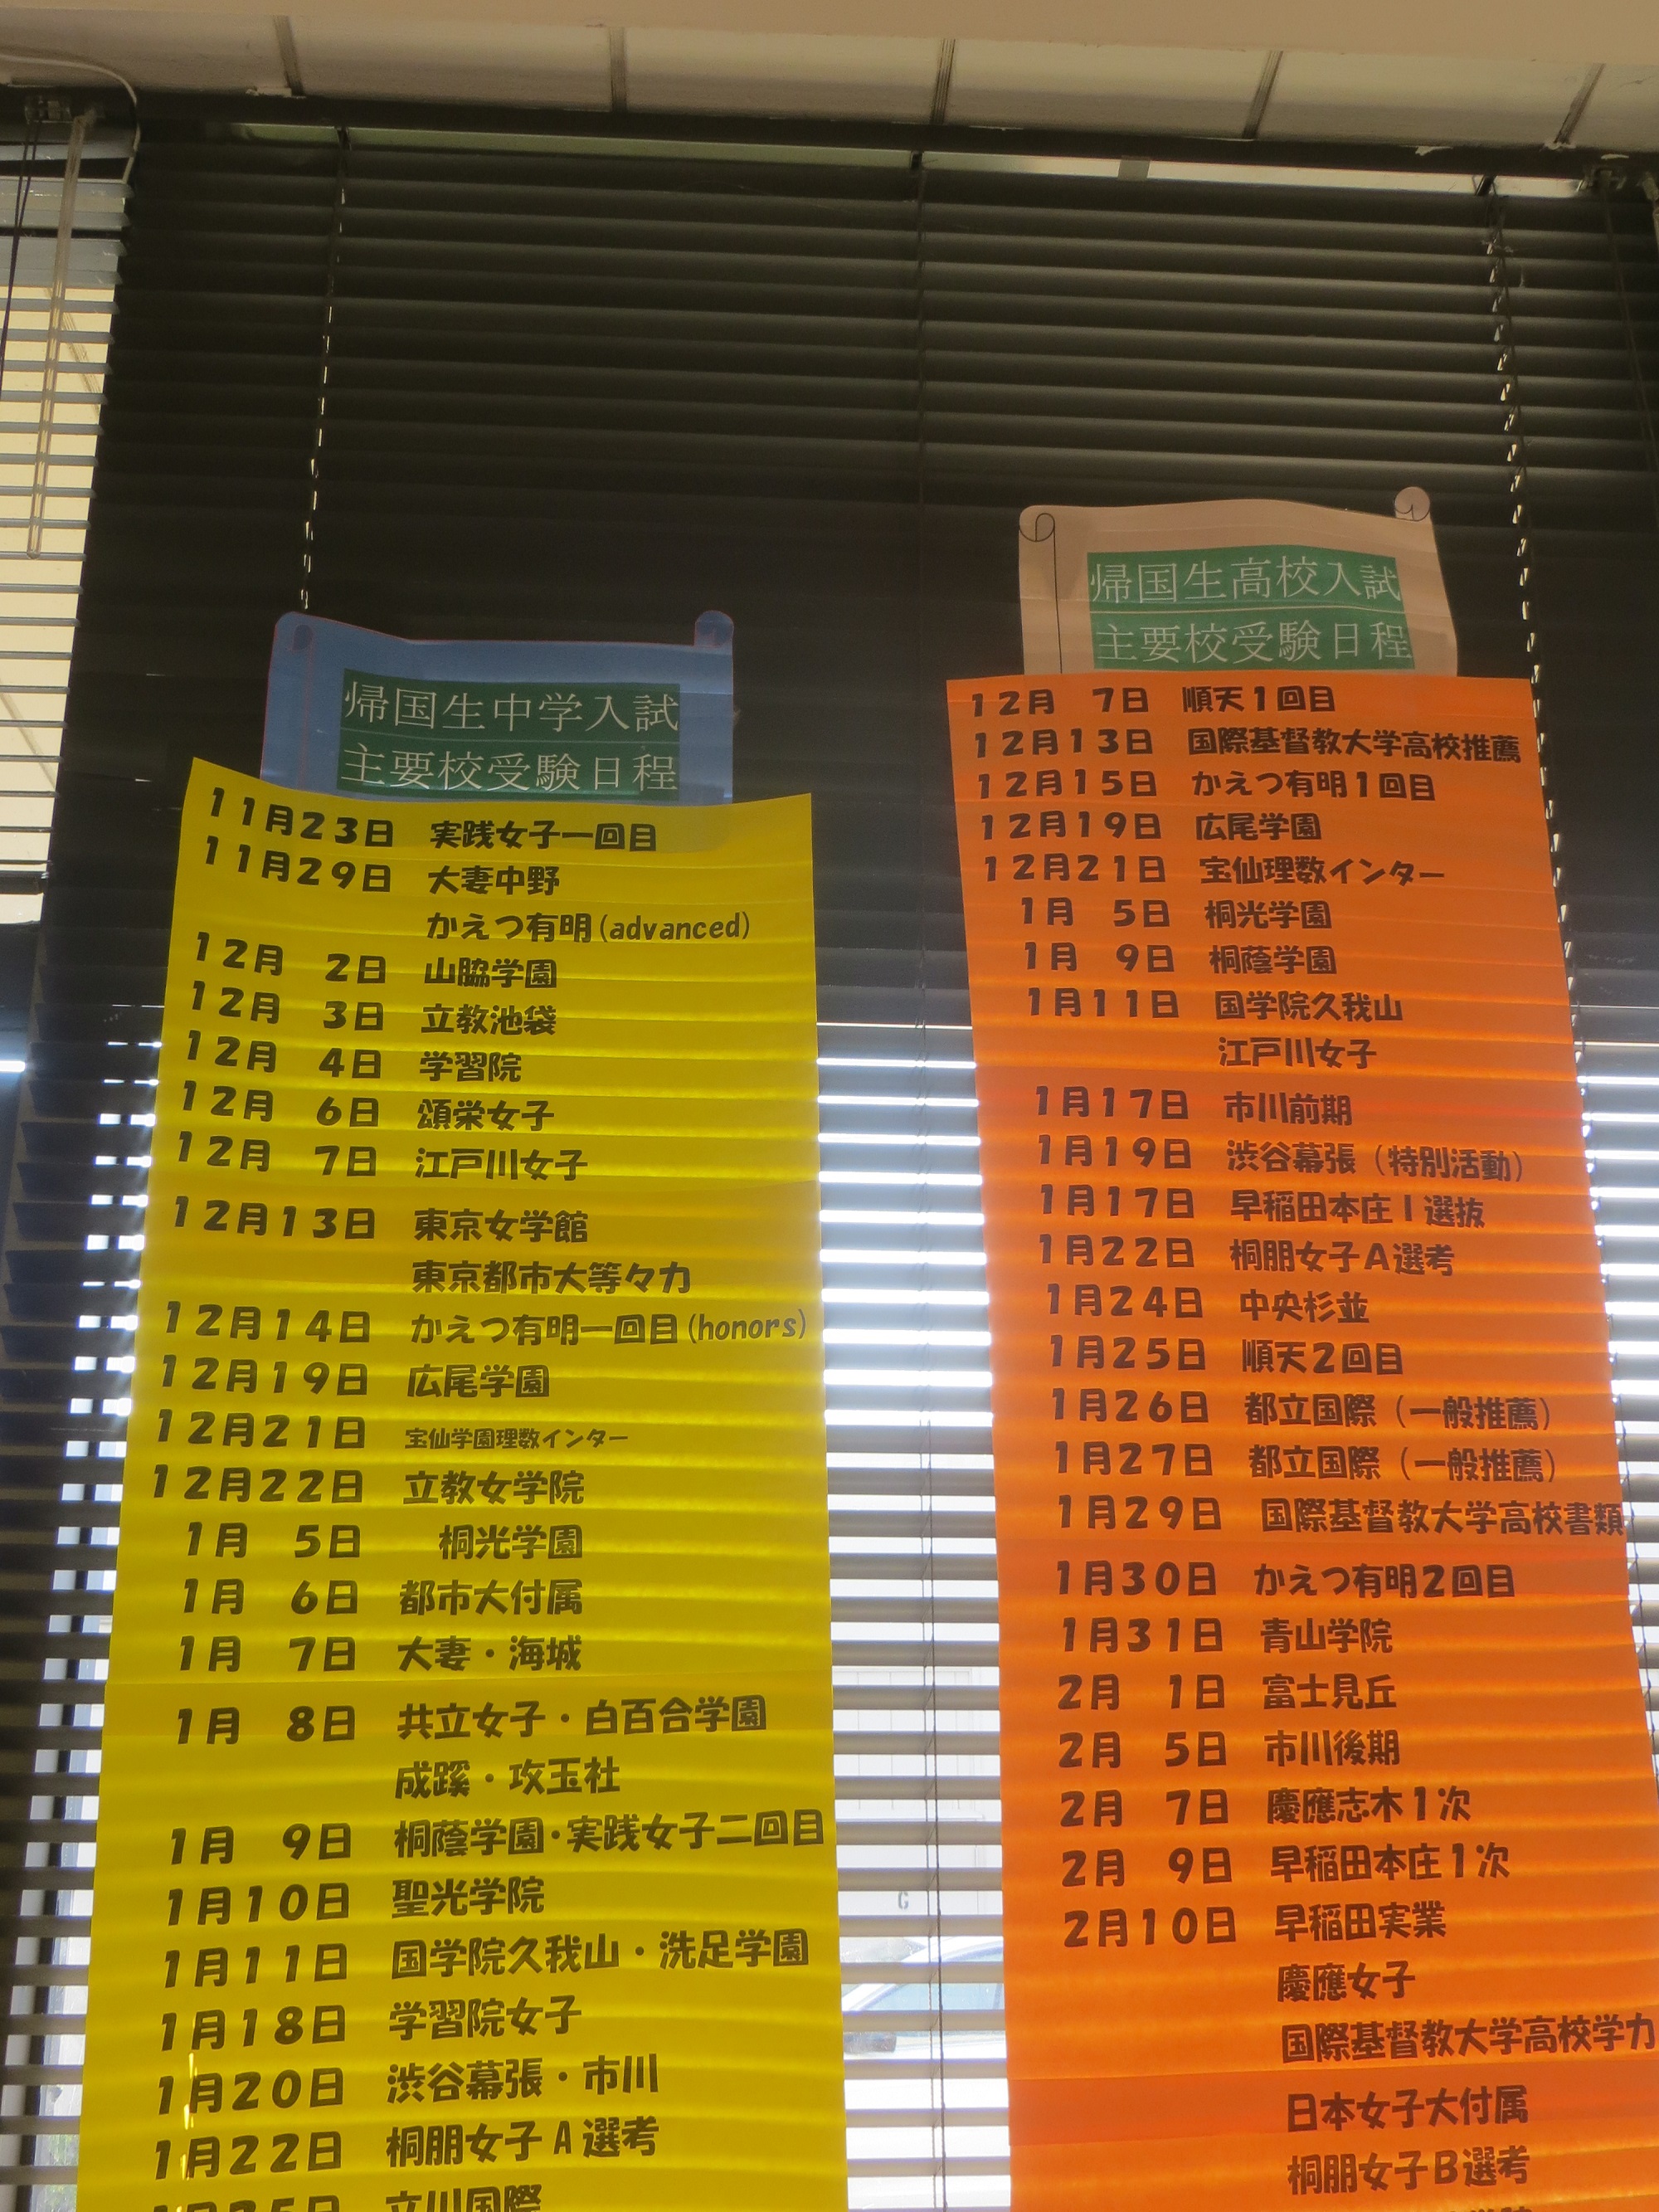 帰国生中学入試
主要校受験日程
11月23日 実践女子一回目
11月29日 大妻中野
かえつ有明(advanced)
12月 2日 山脇学園
12月 3日 立教池袋
12月 4日 学習院
12月 6日 頌栄女子
12月 7日 江戸川女子
12月13日 東京女学館
東京都市大等々力
12月14日 かえつ有明一回目(honors)
12月19日 広尾学園
12月21日 宝仙学園理数インター
12月22日 立教女学院
1月 5日 桐光学園
1月 6日 都市大付属
1月 7日 大妻・海城
1月 8日 共立女子・白百合学園
成蹊・攻玉社
1月 9日 桐蔭学園・実践女子二回目
1月10日 聖光学院
1月11日 国学院久我山・洗足学園
1月18日 学習院女子
1月20日 渋谷幕張・市川
1月22日 桐朋女子A選考
1月25日 立川国際
帰国生高校入試
主要校受験日程
12月 7日 順天1回目
12月13日 国際基督教大学高校推薦
12月15日 かえつ有明1回目
12月19日 広尾学園
12月21日 宝仙理数インター
1月 5日 桐光学園
1月 9日 桐蔭学園
1月11日 国学院久我山
江戸川女子
1月17日 市川前期
1月19日 渋谷幕張（特別活動）
1月17日 早稲田本庄I選抜
1月22日 桐朋女子A選考
1月24日 中央杉並
1月25日 順天2回目
1月26日 都立国際（一般推薦）
1月27日 都立国際（一般推薦）
1月29日 国際基督教大学高校書類
1月30日 かえつ有明2回目
1月31日 青山学院
2月 1日 富士見丘
2月 5日 市川後期
2月 7日 慶應志木1次
2月 9日 早稲田本庄1次
2月10日 早稲田実業
慶應女子
国際基督教大学高校学力
日本女子大付属
桐朋女子B選考